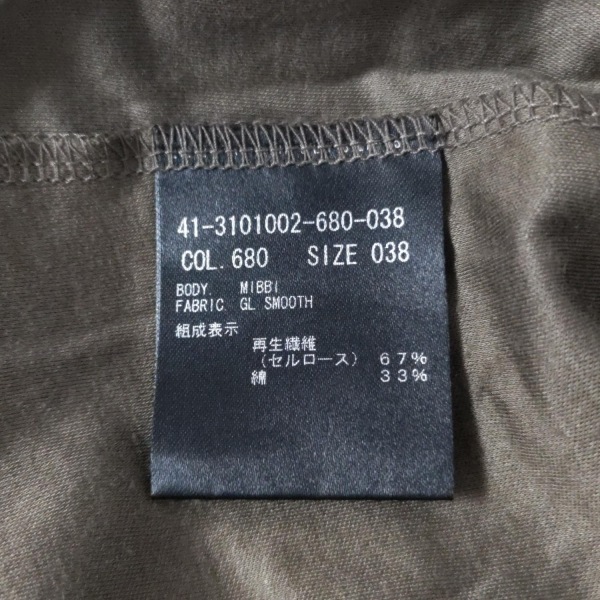 41-3101002-680-038
COL. 680 SIZE 038
BODY. MIBBI
FABRIC GL SMOOTH
組成表示
再生繊維
（セルロース） 67%
綿 33%